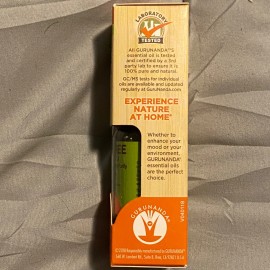 LABORATORY
TESTED
All GURUNANDA®'S
essential oil is tested
and certified by a 3rd
party lab to ensure it is
100% pure and natural.
GC/MS tests for individual
oils are available and updated
regularly at GuruNanda.com.
EXPERIENCE
NATURE
AT HOME®
Whether to enhance
your mood or your
environment,
GURUNANDA®
essential oils are
the perfect
choice.
EE
GURUNANDA®